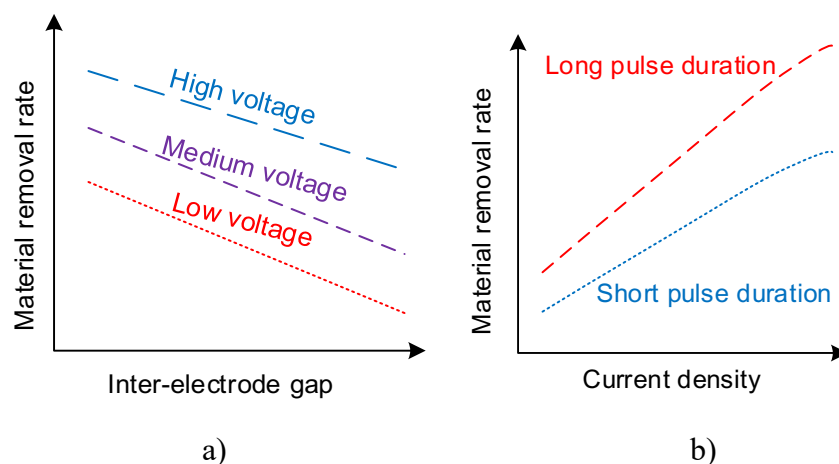 Material removal rate
High voltage
Medium voltage
Low voltage
Inter-electrode gap
a)
Material removal rate
Long pulse duration
Short pulse duration
Current density
b)